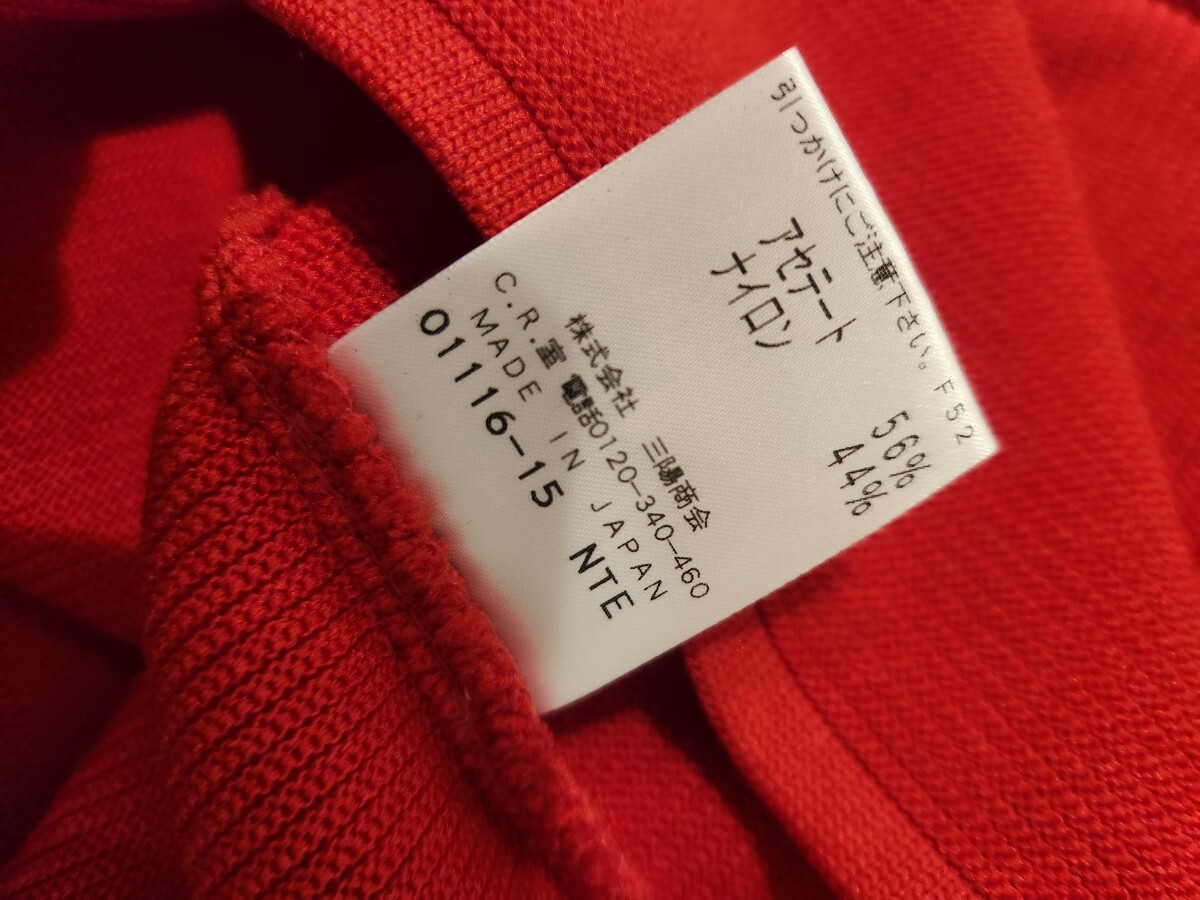 引つかけにご注意下さい。F52
アセテート 56%
ナイロン 44%
株式会社 三陽商会
C.R.室 電話0120-340-460
MADE IN JAPAN
01116-15 NTE